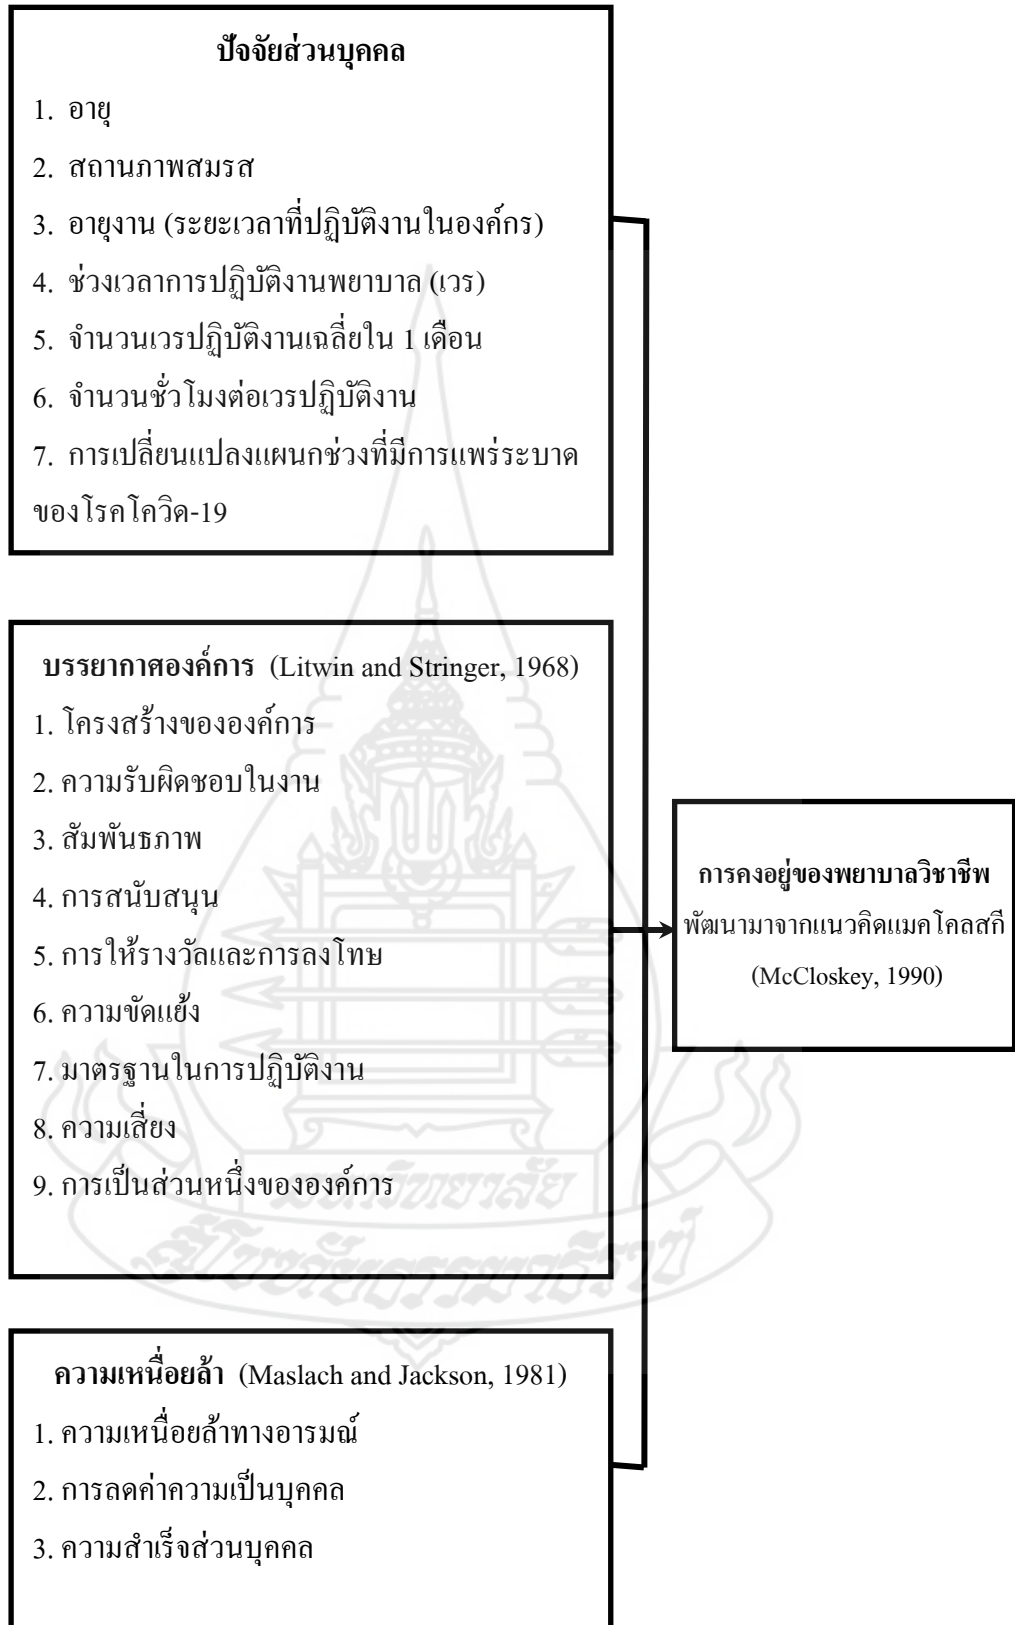 ปัจจัยส่วนบุคคล
1. อายุ
2. สถานภาพสมรส
3. อายุงาน (ระยะเวลาที่ปฏิบัติงานในองค์กร)
4. ช่วงเวลาการปฏิบัติงานพยาบาล (เวร)
5. จำนวนเวรปฏิบัติงานเฉลี่ยใน 1 เดือน
6. จำนวนชั่วโมงต่อเวรปฏิบัติงาน
7. การเปลี่ยนแปลงแผนกช่วงที่มีการแพร่ระบาด
ของโรคโควิด-19
บรรยากาศองค์การ (Litwin and Stringer, 1968)
1. โครงสร้างขององค์การ
2. ความรับผิดชอบในงาน
3. สัมพันธภาพ
4. การสนับสนุน
5. การให้รางวัลและการลงโทษ
6. ความขัดแย้ง
7. มาตรฐานในการปฏิบัติงาน
8. ความเสี่ยง
9. การเป็นส่วนหนึ่งขององค์การ
มหาวิทยาลัย
สุโขทัยธรรมาธิราช
การคงอยู่ของพยาบาลวิชาชีพ
พัฒนามาจากแนวคิดแมคโคลสกี
(McCloskey, 1990)
ความเหนื่อยล้า (Maslach and Jackson, 1981)
1. ความเหนื่อยล้าทางอารมณ์
2. การลดค่าความเป็นบุคคล
3. ความสำเร็จส่วนบุคคล